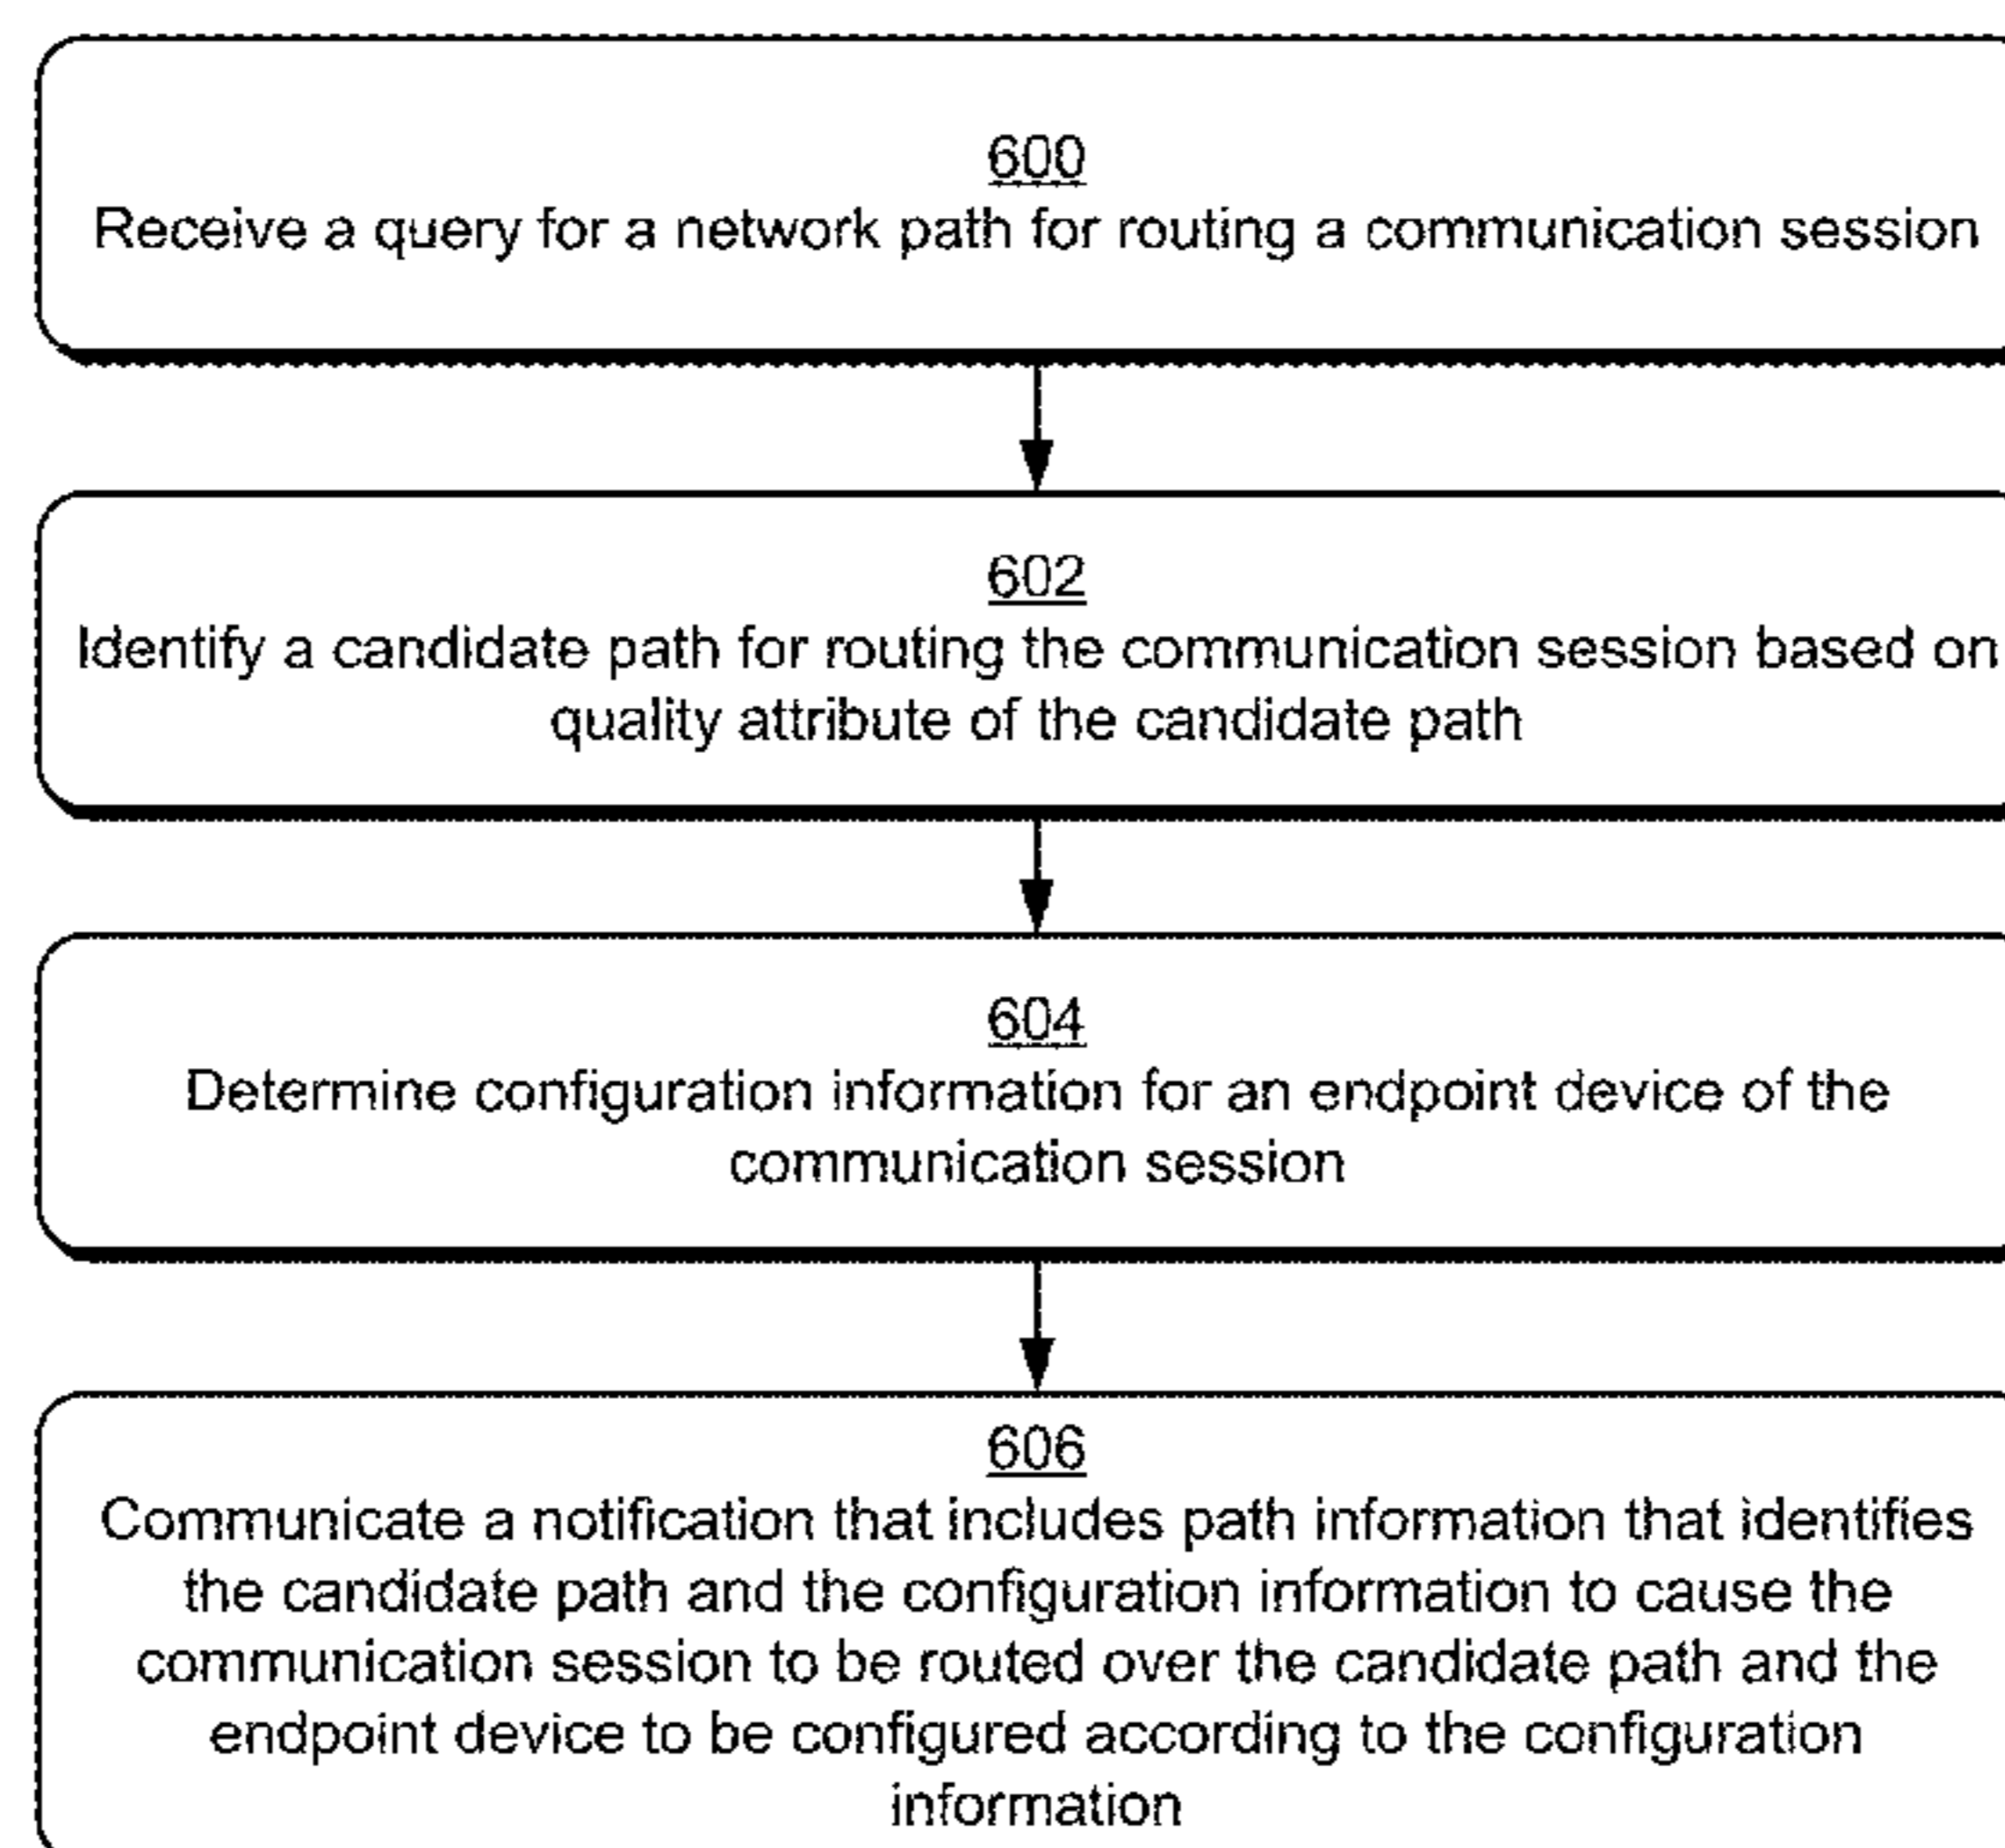 600
Receive a query for a network path for routing a communication session
602
Identify a candidate path for routing the communication session based on
quality attribute of the candidate path
604
Determine configuration information for an endpoint device of the
communication session
606
Communicate a notification that includes path information that identifies
the candidate path and the configuration information to cause the
communication session to be routed over the candidate path and the
endpoint device to be configured according to the configuration
information